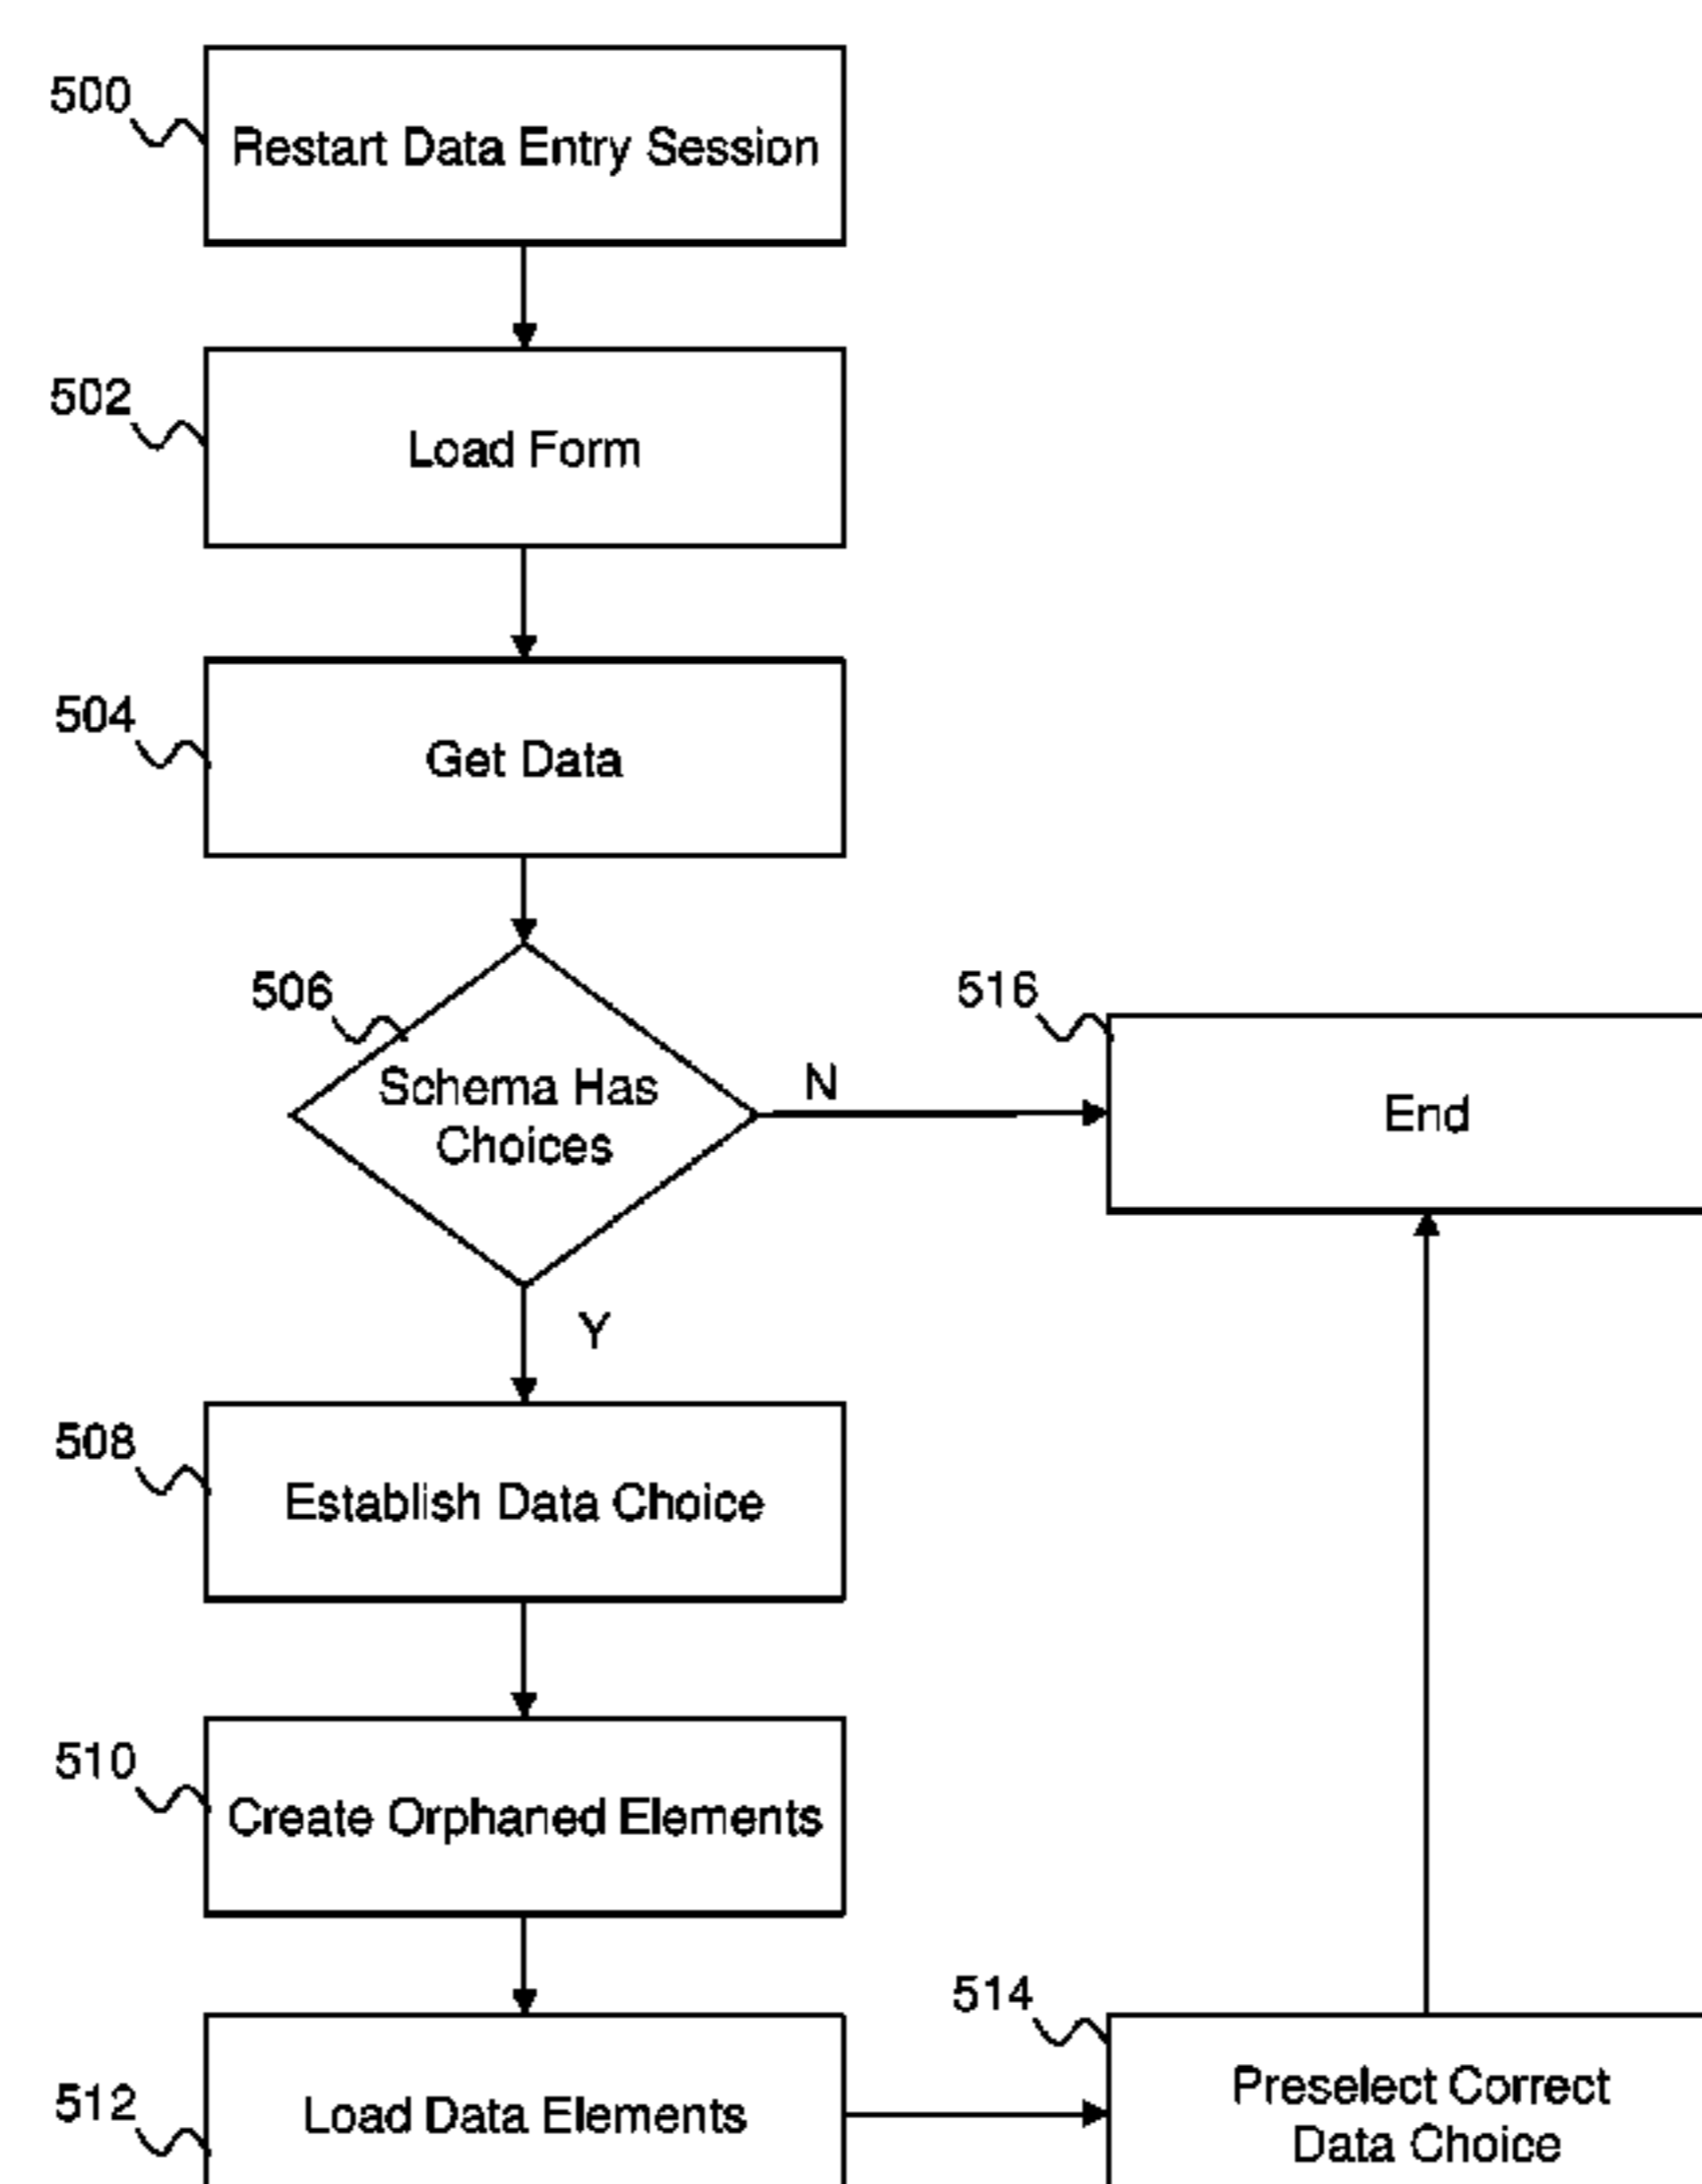 500
Restart Data Entry Session
502
Load Form
504
Get Data
506
Schema Has
Choices
N
516
End
Y
508
Establish Data Choice
510
Create Orphaned Elements
512
Load Data Elements
514
Preselect Correct
Data Choice